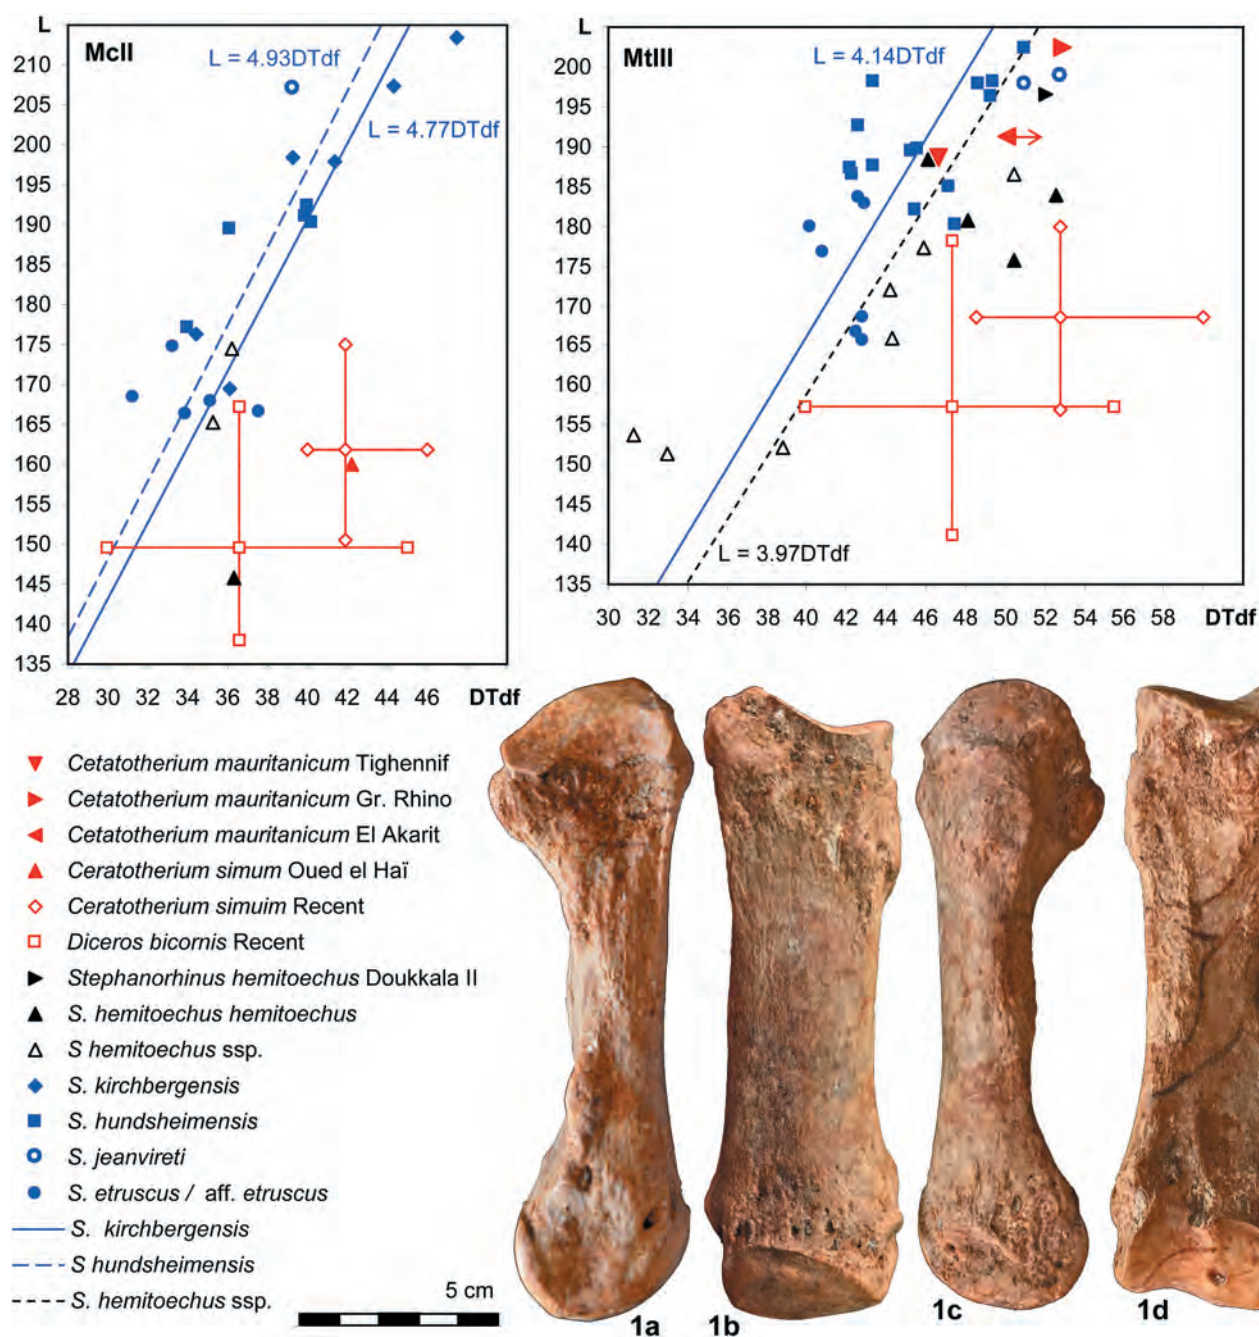 L
McII
L = 4.93DTdf
L = 4.77DTdf
210
205
200
195
190
185
180
175
170
165
160
155
150
145
140
135
28 30 32 34 36 38 40 42 44 46 DTdf
L
MtIII
L = 4.14DTdf
L = 3.97DTdf
200
195
190
185
180
175
170
165
160
155
150
145
140
135
30 32 34 36 38 40 42 44 46 48 50 52 54 56 58 DTdf
Cetatotherium mauritanicum Tighennif
Cetatotherium mauritanicum Gr. Rhino
Cetatotherium mauritanicum El Akarit
Ceratotherium simum Oued el Haï
Ceratotherium simuim Recent
Diceros bicornis Recent
Stephanorhinus hemitoechus Doukkala II
S. hemitoechus hemitoechus
S hemitoechus ssp.
S. kirchbergensis
S. hundsheimensis
S. jeanvireti
S. etruscus / aff. etruscus
S. kirchbergensis
S hundsheimensis
S. hemitoechus ssp.
5 cm
1a 1b 1c 1d